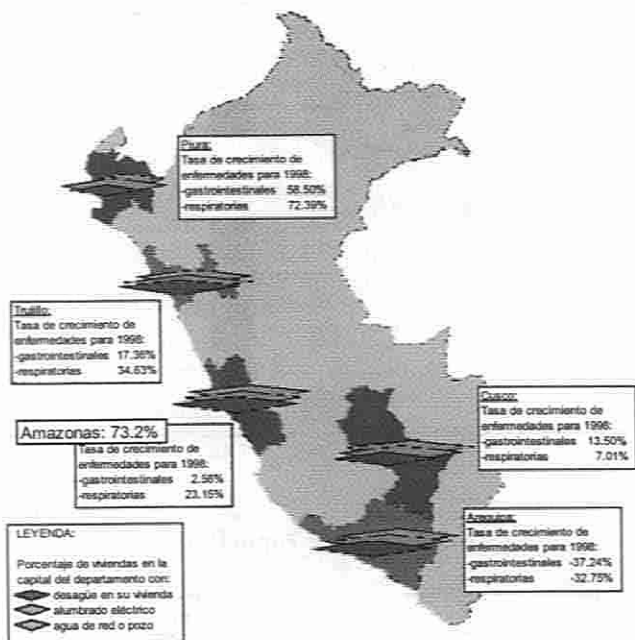 Piura:
Tasa de crecimiento de
enfermedades para 1998:
-gastrointestinales 58.50%
-respiratorias 72.39%
Trujillo:
Tasa de crecimiento de
enfermedades para 1998:
-gastrointestinales 17.36%
-respiratorias 34.63%
Amazonas: 73.2%
Tasa de crecimiento de
enfermedades para 1998:
-gastrointestinales 2.56%
-respiratorias 23.15%
Cusco:
Tasa de crecimiento de
enfermedades para 1998:
-gastrointestinales 13.50%
-respiratorias 7.01%
Arequipa:
Tasa de crecimiento de
enfermedades para 1998:
-gastrointestinales -37.24%
-respiratorias -32.75%
LEYENDA:
Porcentaje de viviendas en la
capital del departamento con:
desagüe en su vivienda
alumbrado eléctrico
agua de red o pozo